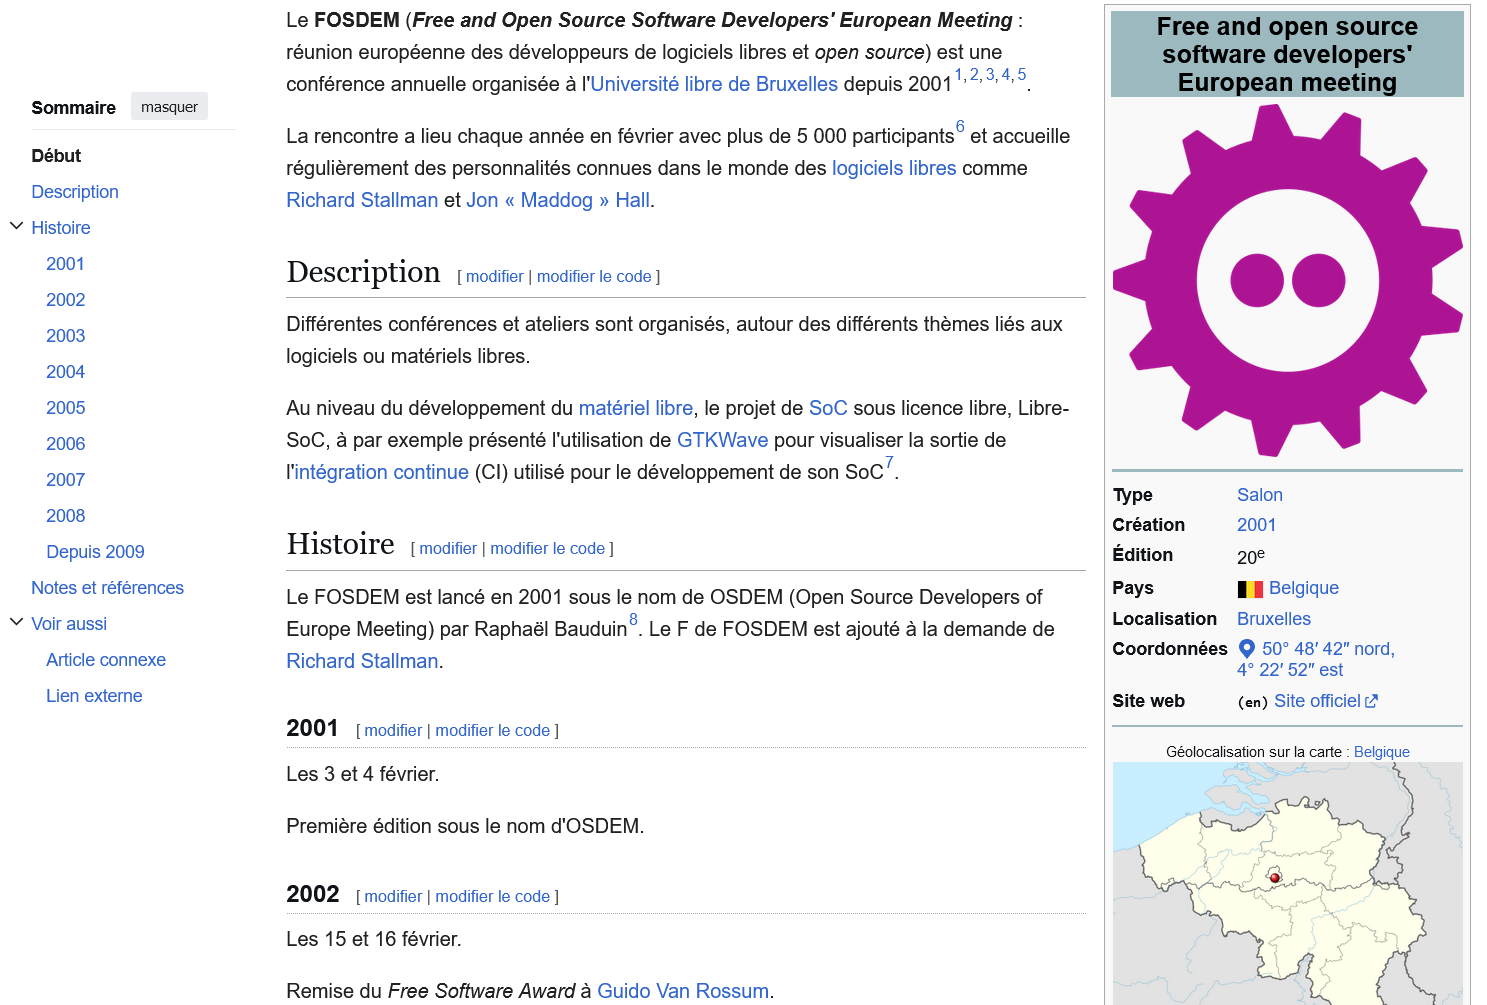 Sommaire masquer
Début
Description
Histoire
2001
2002
2003
2004
2005
2006
2007
2008
Depuis 2009
Notes et références
Voir aussi
Article connexe
Lien externe
Le FOSDEM (Free and Open Source Software Developers' European Meeting :
réunion européenne des développeurs de logiciels libres et open source) est une
conférence annuelle organisée à l'Université libre de Bruxelles depuis 2001 1, 2, 3, 4, 5.
La rencontre a lieu chaque année en février avec plus de 5 000 participants6 et accueille
régulièrement des personnalités connues dans le monde des logiciels libres comme
Richard Stallman et Jon « Maddog » Hall.
Description [ modifier | modifier le code ]
Différentes conférences et ateliers sont organisés, autour des différents thèmes liés aux
logiciels ou matériels libres.
Au niveau du développement du matériel libre, le projet de SoC sous licence libre, Libre-
SoC, à par exemple présenté l'utilisation de GTKWave pour visualiser la sortie de
l'intégration continue (CI) utilisé pour le développement de son SoC7.
Histoire [ modifier | modifier le code ]
Le FOSDEM est lancé en 2001 sous le nom de OSDEM (Open Source Developers of
Europe Meeting) par Raphaël Bauduin8. Le F de FOSDEM est ajouté à la demande de
Richard Stallman.
2001 [ modifier | modifier le code ]
Les 3 et 4 février.
Première édition sous le nom d'OSDEM.
2002 [ modifier | modifier le code ]
Les 15 et 16 février.
Remise du Free Software Award à Guido Van Rossum.
Free and open source
software developers'
European meeting
Type Salon
Création 2001
Édition 20e
Pays Belgique
Localisation Bruxelles
Coordonnées 50° 48′ 42″ nord,
4° 22′ 52″ est
Site web (en) Site officiel
Géolocalisation sur la carte : Belgique